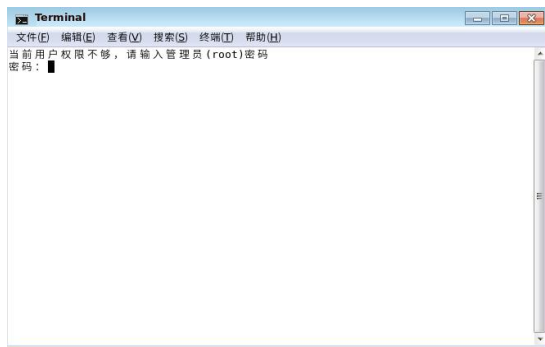 Terminal
文件(F) 编辑(E) 查看(V) 搜索(S) 终端(T) 帮助(H)
当前用户权限不够，请输入管理员(root)密码
密码：